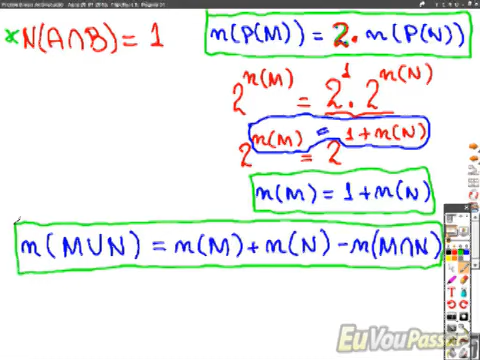 *N(A∩B) = 1
n(P(M)) = 2 • n(P(N))
2^n(M) = 2^1 . 2^n(N)
2^n(M) = 2^1+n(N)
n(M) = 1 + n(N)
n(M∪N) = n(M) + n(N) - n(M∩N)
EuVouPassar